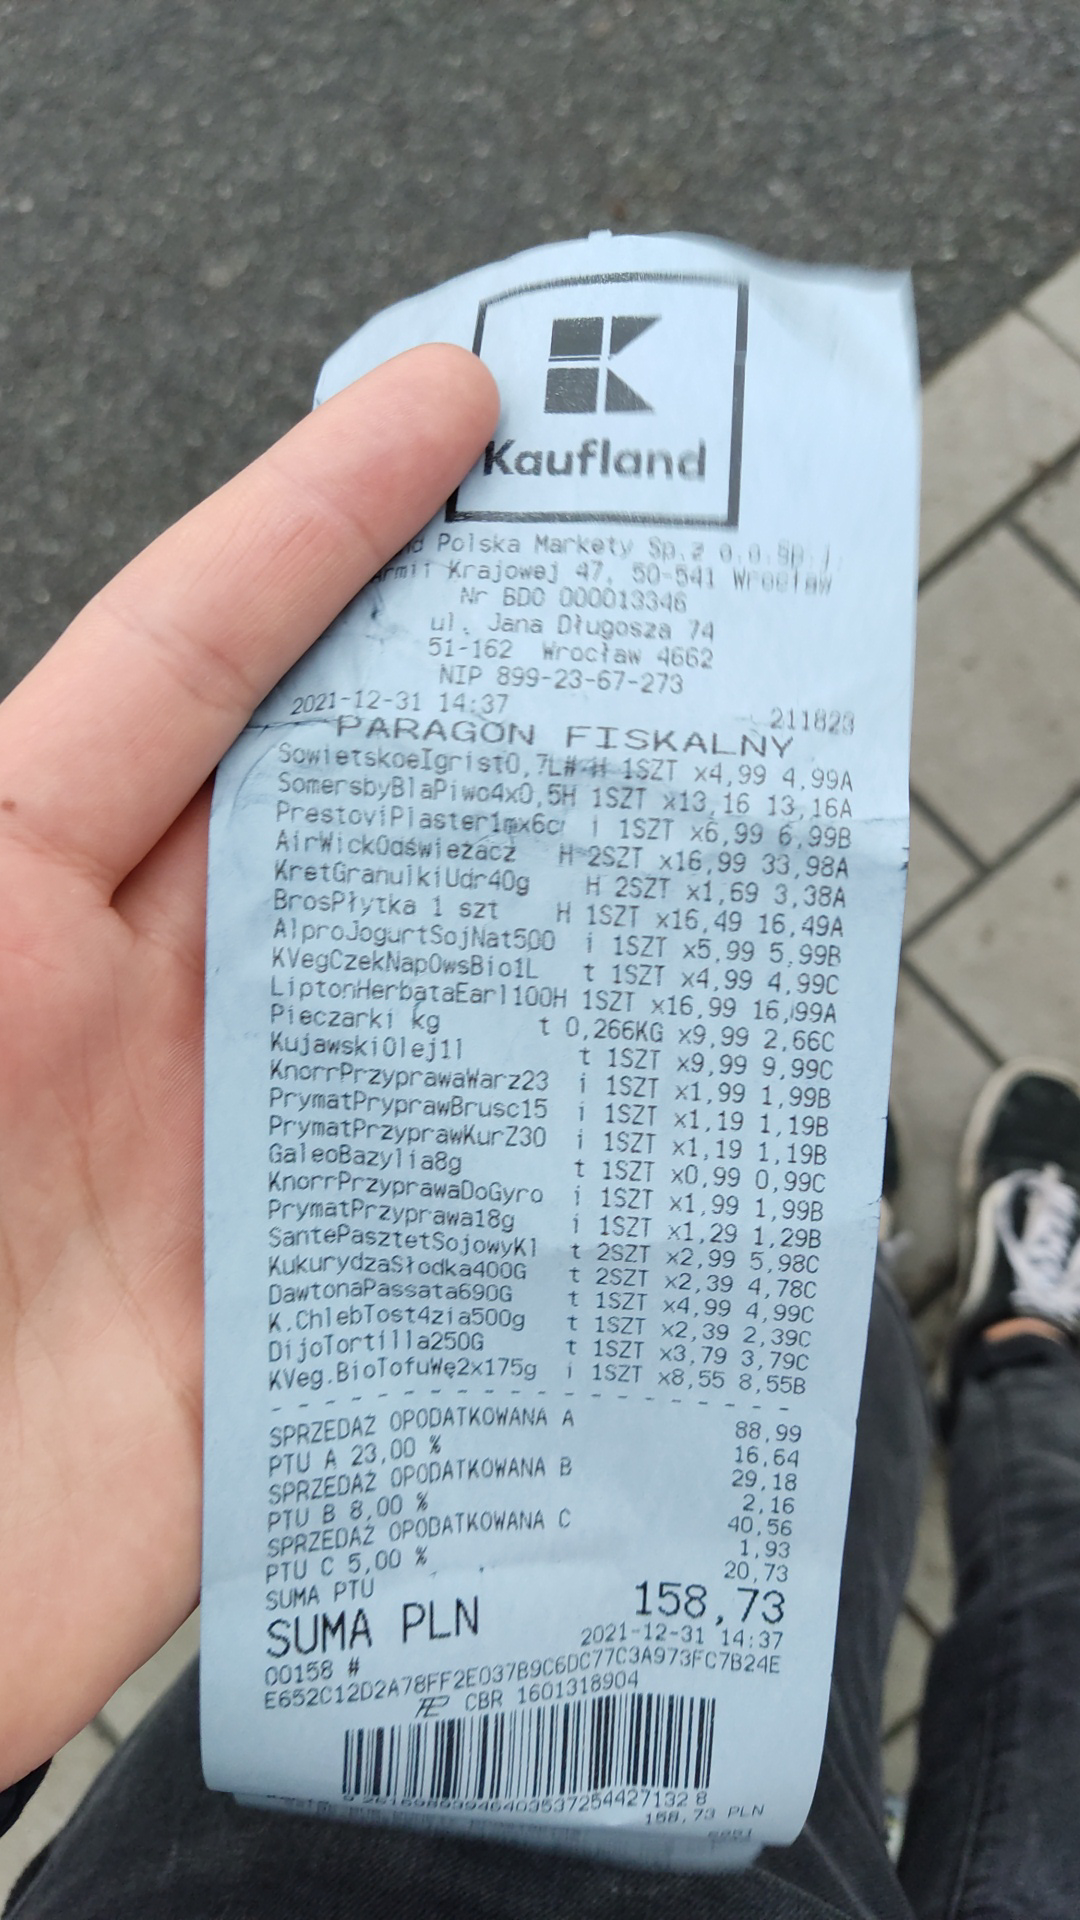 Kaufland
Polska Markety Sp.z o.o.Sp.j.
Armii Krajowej 47, 50-541 Wrocław
Nr BDO 000013346
ul. Jana Długosza 74
51-162 Wrocław 4662
NIP 899-23-67-273
2021-12-31 14:37 211823
PARAGON FISKALNY
SowietskoeIgrist0,7L# H 1SZT x4,99 4,99A
SomersbyBlaPiwo4x0,5H 1SZT x13,16 13,16A
PrestoviPlaster1mx6c i 1SZT x6,99 6,99B
AirWickOdświeżacz H 2SZT x16,99 33,98A
KretGranulkiUdr40g H 2SZT x1,69 3,38A
BrosPłytka 1 szt H 1SZT x16,49 16,49A
AlproJogurtSojNat500 i 1SZT x5,99 5,99B
KVegCzekNapOwsBio1L t 1SZT x4,99 4,99C
LiptonHerbataEarl100H 1SZT x16,99 16,99A
Pieczarki kg t 0,266KG x9,99 2,66C
KujawskiOlej1l t 1SZT x9,99 9,99C
KnorrPrzyprawaWarz23 i 1SZT x1,99 1,99B
PrymatPryprawBrusc15 i 1SZT x1,19 1,19B
PrymatPrzyprawKurZ30 i 1SZT x1,19 1,19B
GaleoBazylia8g t 1SZT x0,99 0,99C
KnorrPrzyprawaDoGyro i 1SZT x1,99 1,99B
PrymatPrzyprawa18g i 1SZT x1,29 1,29B
SantePasztetSojowyKl t 2SZT x2,99 5,98C
KukurydzaSłodka400G t 2SZT x2,39 4,78C
DawtonaPassata690G t 1SZT x4,99 4,99C
K.ChlebTost4zia500g t 1SZT x2,39 2,39C
DijoTortilla250G t 1SZT x3,79 3,79C
KVeg.BioTofuWę2x175g i 1SZT x8,55 8,55B
SPRZEDAŻ OPODATKOWANA A 88,99
PTU A 23,00 % 16,64
SPRZEDAŻ OPODATKOWANA B 29,18
PTU B 8,00 % 2,16
SPRZEDAŻ OPODATKOWANA C 40,56
PTU C 5,00 % 1,93
SUMA PTU 20,73
SUMA PLN 158,73
00158 # 2021-12-31 14:37
E652C12D2A78FF2E037B9C6DC77C3A973FC7B24E
CBR 1601318904
158,73 PLN